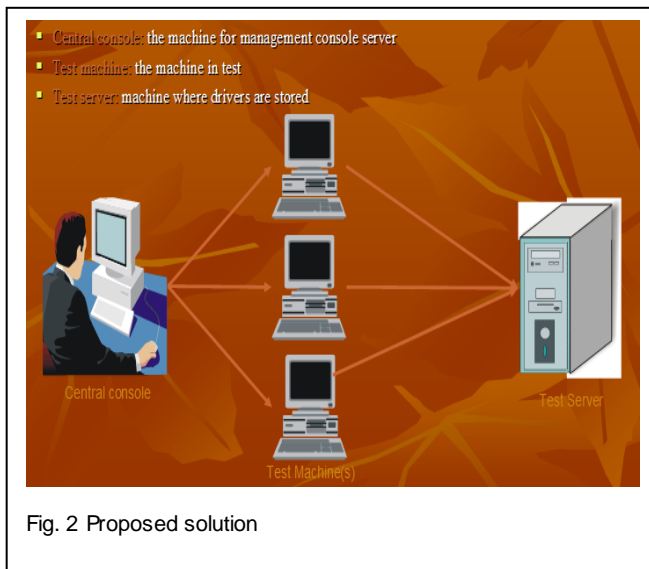 Central console: the machine for management console server
Test machine: the machine in test
Test server: machine where drivers are stored
Central console
Test Server
Test Machine(s)
Fig. 2 Proposed solution